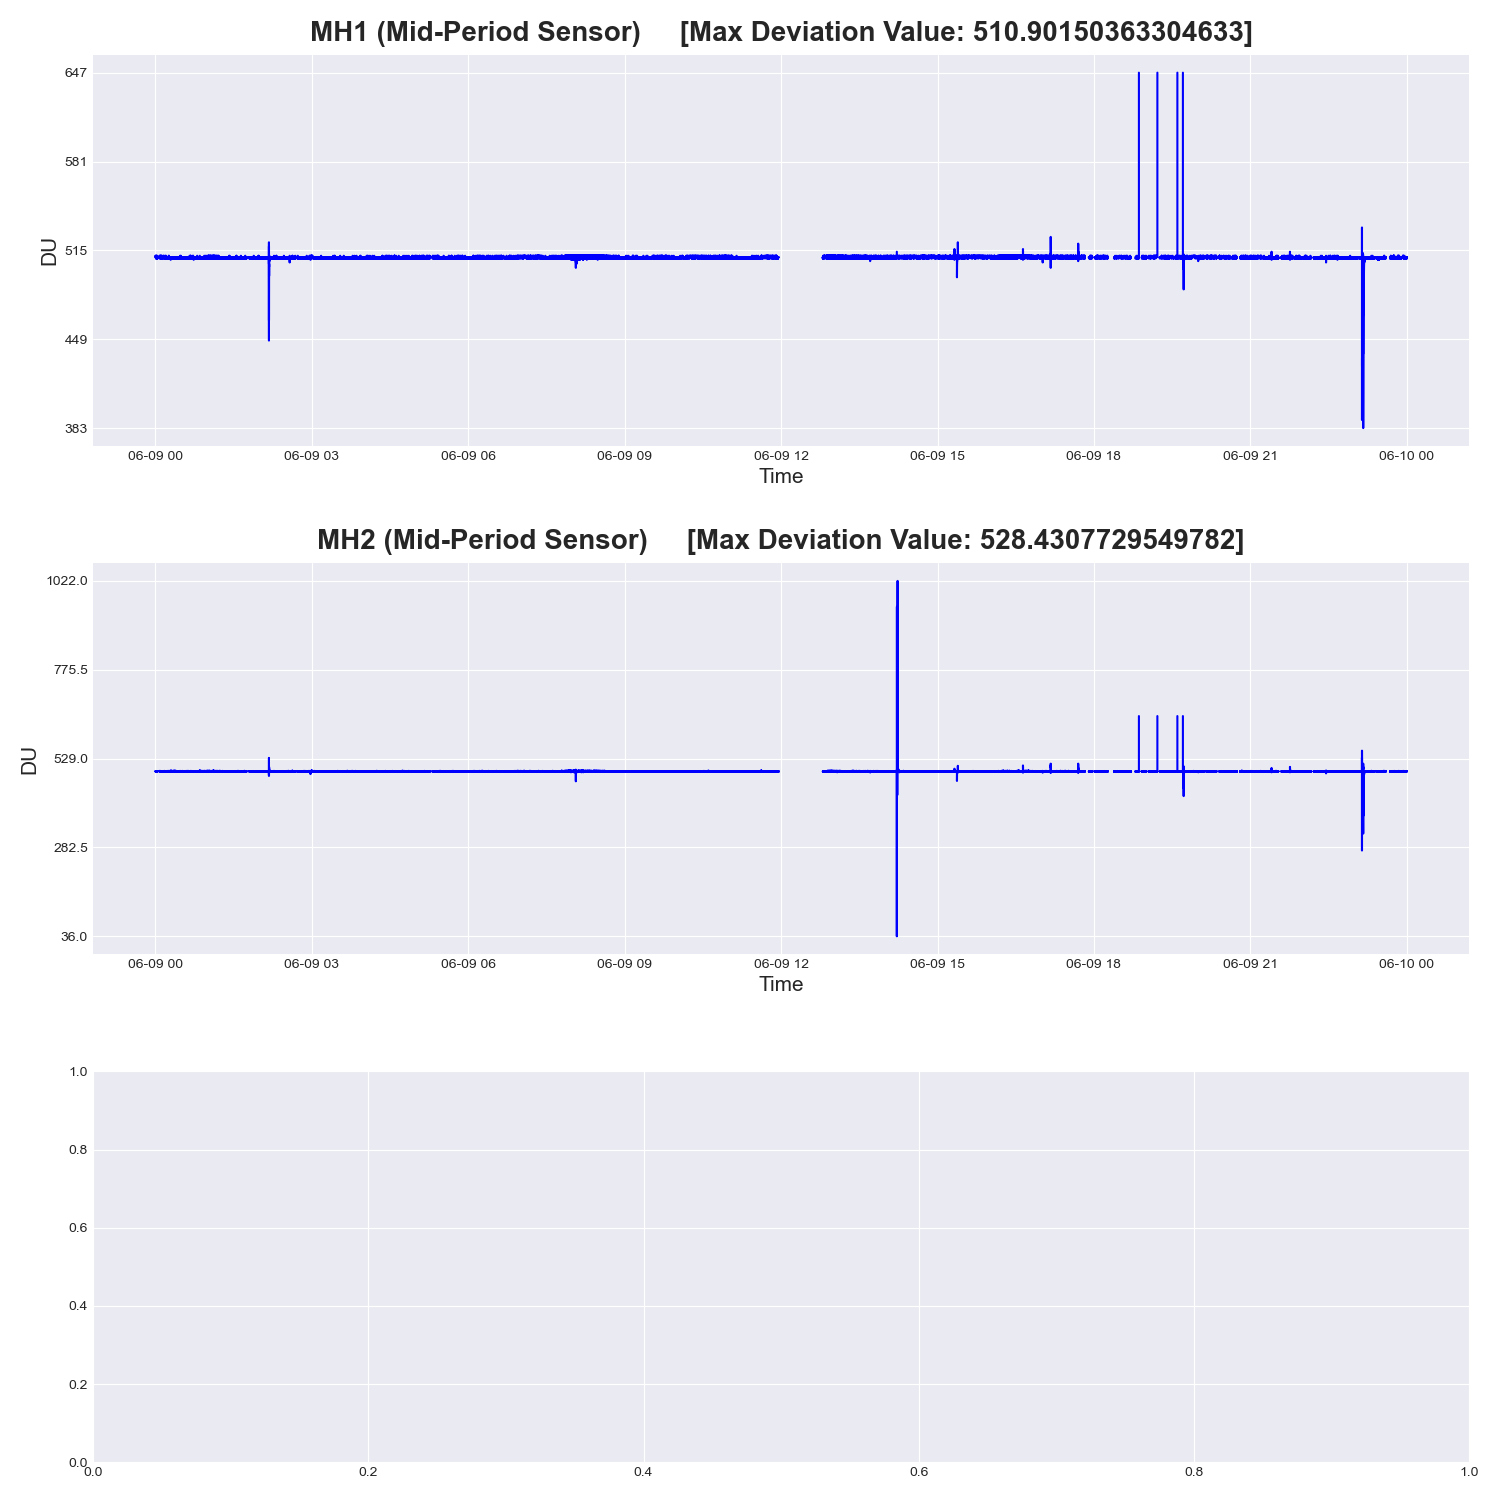 MH1 (Mid-Period Sensor) [Max Deviation Value: 510.90150363304633]
647
581
515
449
383
DU
06-09 00 06-09 03 06-09 06 06-09 09 06-09 12 06-09 15 06-09 18 06-09 21 06-10 00
Time
MH2 (Mid-Period Sensor) [Max Deviation Value: 528.4307729549782]
1022.0
775.5
529.0
282.5
36.0
DU
06-09 00 06-09 03 06-09 06 06-09 09 06-09 12 06-09 15 06-09 18 06-09 21 06-10 00
Time
1.0
0.8
0.6
0.4
0.2
0.0
0.0 0.2 0.4 0.6 0.8 1.0